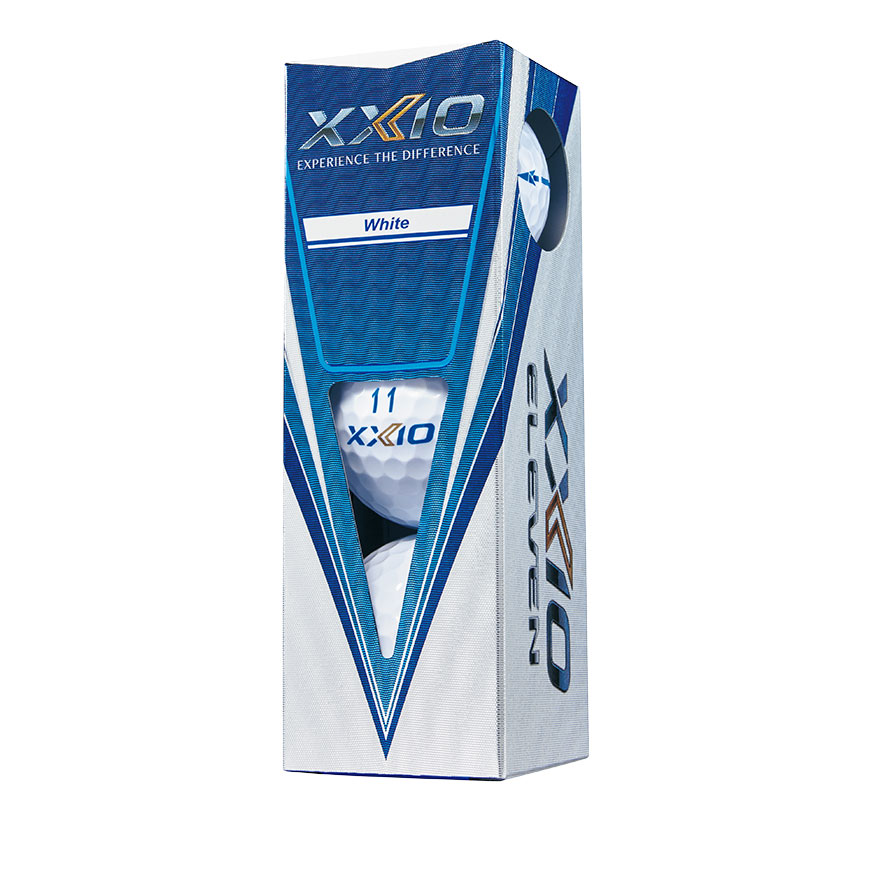 XXIO
EXPERIENCE THE DIFFERENCE
White
11
XXIO
XXIO
ELEVEN